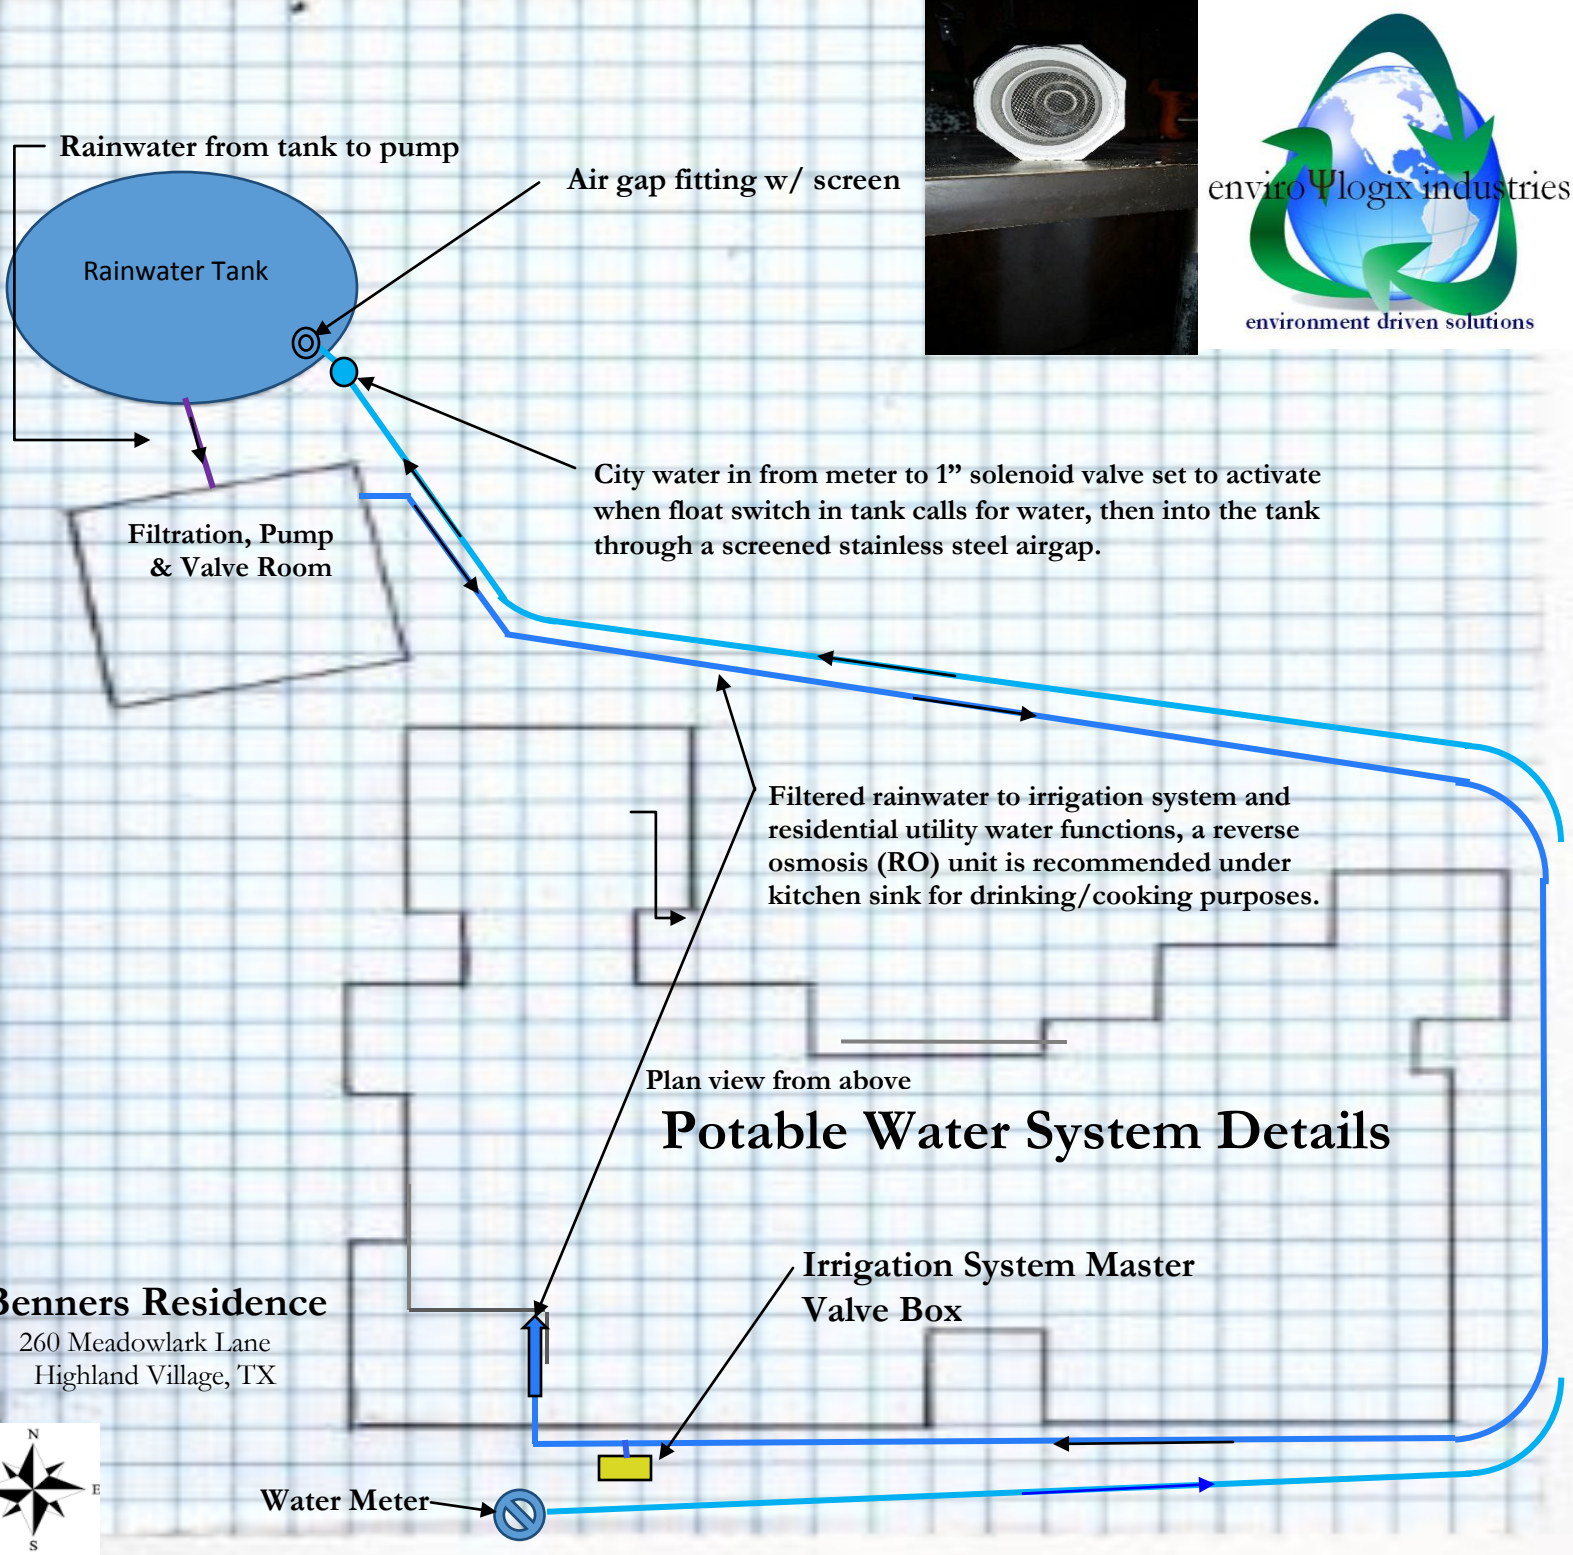 Rainwater from tank to pump
Air gap fitting w/ screen
enviroΨlogix industries
environment driven solutions
Rainwater Tank
City water in from meter to 1” solenoid valve set to activate
when float switch in tank calls for water, then into the tank
through a screened stainless steel airgap.
Filtration, Pump
& Valve Room
Filtered rainwater to irrigation system and
residential utility water functions, a reverse
osmosis (RO) unit is recommended under
kitchen sink for drinking/cooking purposes.
Plan view from above
Potable Water System Details
Irrigation System Master
Valve Box
Benners Residence
260 Meadowlark Lane
Highland Village, TX
N
E
S
Water Meter